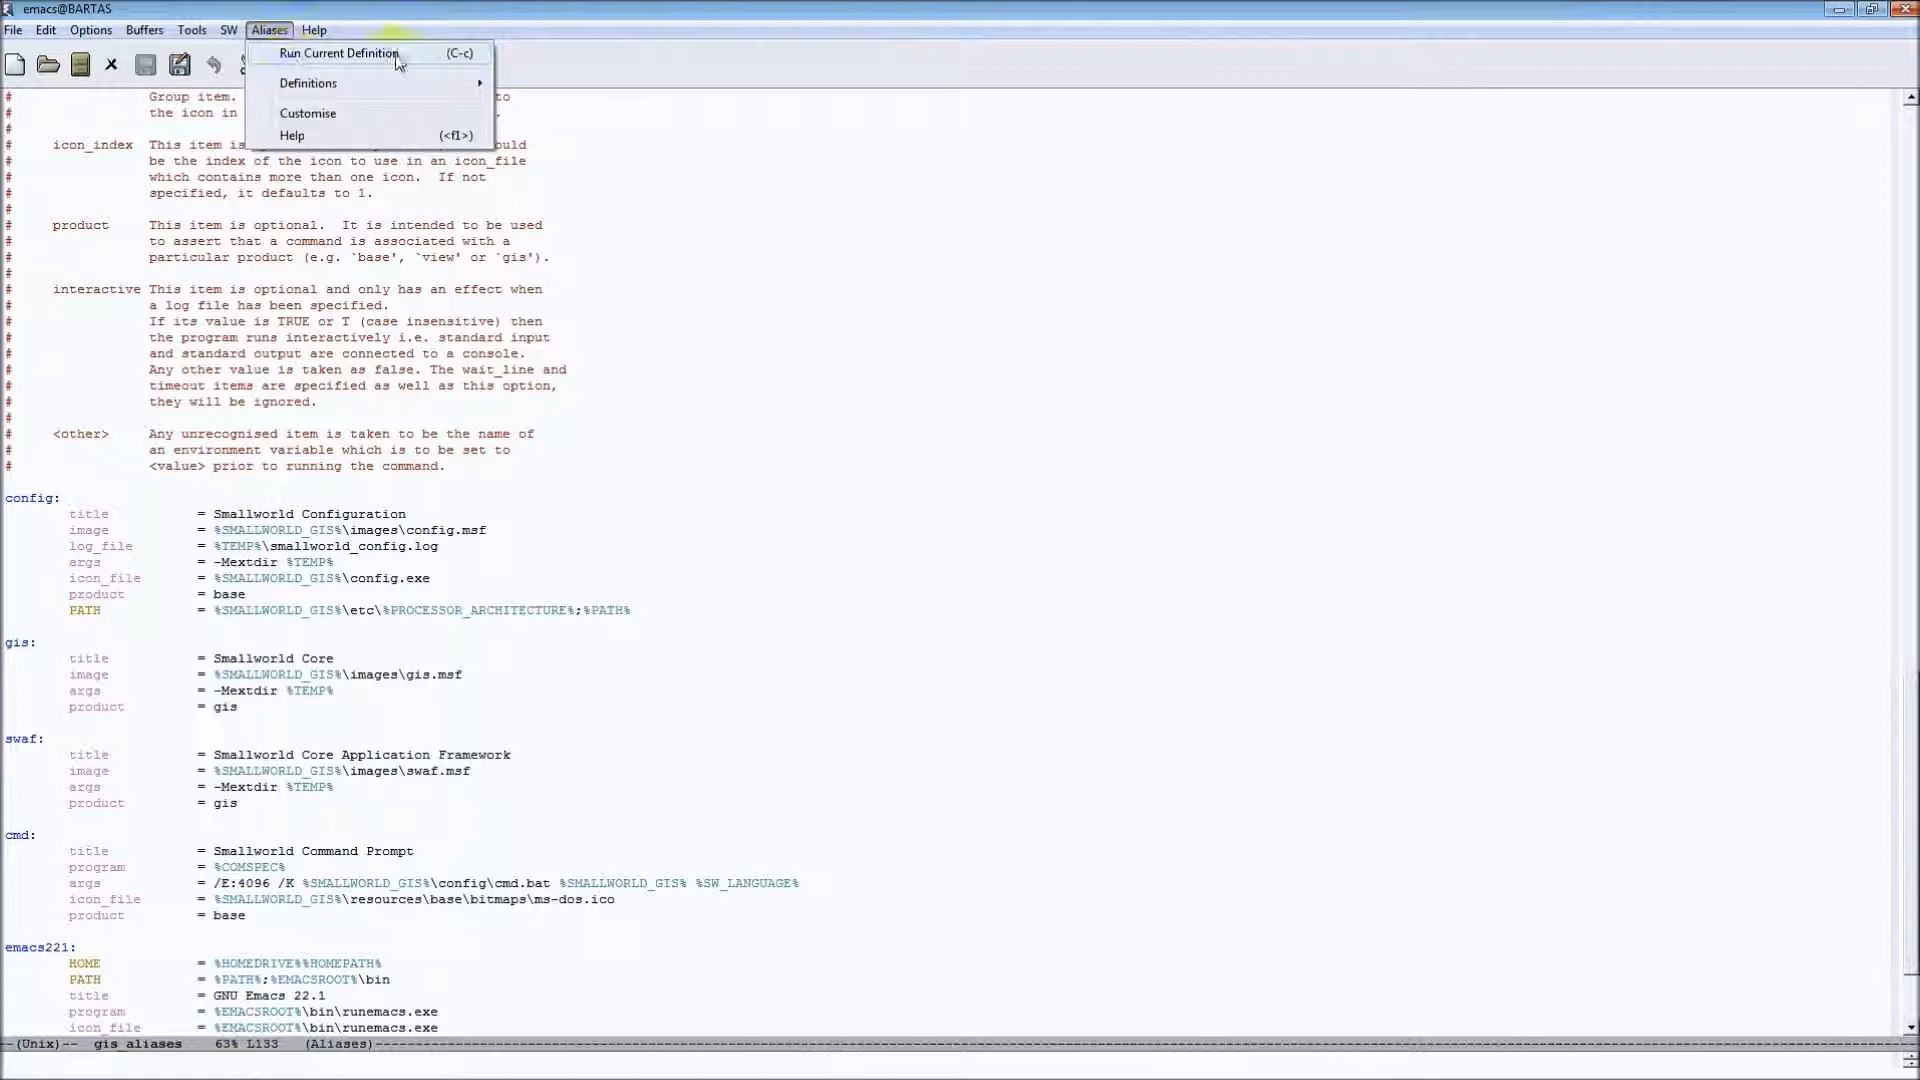 emacs@BARTAS
File Edit Options Buffers Tools SW Aliases Help
Run Current Definition (C-c)
Definitions
Customise
Help (<f1>)
# Group item. to
# the icon in .
#
# icon_index This item is ould
# be the index of the icon to use in an icon_file
# which contains more than one icon. If not
# specified, it defaults to 1.
#
# product This item is optional. It is intended to be used
# to assert that a command is associated with a
# particular product (e.g. `base', `view' or `gis').
#
# interactive This item is optional and only has an effect when
# a log file has been specified.
# If its value is TRUE or T (case insensitive) then
# the program runs interactively i.e. standard input
# and standard output are connected to a console.
# Any other value is taken as false. The wait_line and
# timeout items are specified as well as this option,
# they will be ignored.
#
# <other> Any unrecognised item is taken to be the name of
# an environment variable which is to be set to
# <value> prior to running the command.
config:
title = Smallworld Configuration
image = %SMALLWORLD_GIS%\images\config.msf
log_file = %TEMP%\smallworld_config.log
args = -Mextdir %TEMP%
icon_file = %SMALLWORLD_GIS%\config.exe
product = base
PATH = %SMALLWORLD_GIS%\etc\%PROCESSOR_ARCHITECTURE%;%PATH%
gis:
title = Smallworld Core
image = %SMALLWORLD_GIS%\images\gis.msf
args = -Mextdir %TEMP%
product = gis
swaf:
title = Smallworld Core Application Framework
image = %SMALLWORLD_GIS%\images\swaf.msf
args = -Mextdir %TEMP%
product = gis
cmd:
title = Smallworld Command Prompt
program = %COMSPEC%
args = /E:4096 /K %SMALLWORLD_GIS%\config\cmd.bat %SMALLWORLD_GIS% %SW_LANGUAGE%
icon_file = %SMALLWORLD_GIS%\resources\base\bitmaps\ms-dos.ico
product = base
emacs221:
HOME = %HOMEDRIVE%%HOMEPATH%
PATH = %PATH%;%EMACSROOT%\bin
title = GNU Emacs 22.1
program = %EMACSROOT%\bin\runemacs.exe
icon_file = %EMACSROOT%\bin\runemacs.exe
--(Unix)-- gis_aliases 63% L133 (Aliases)